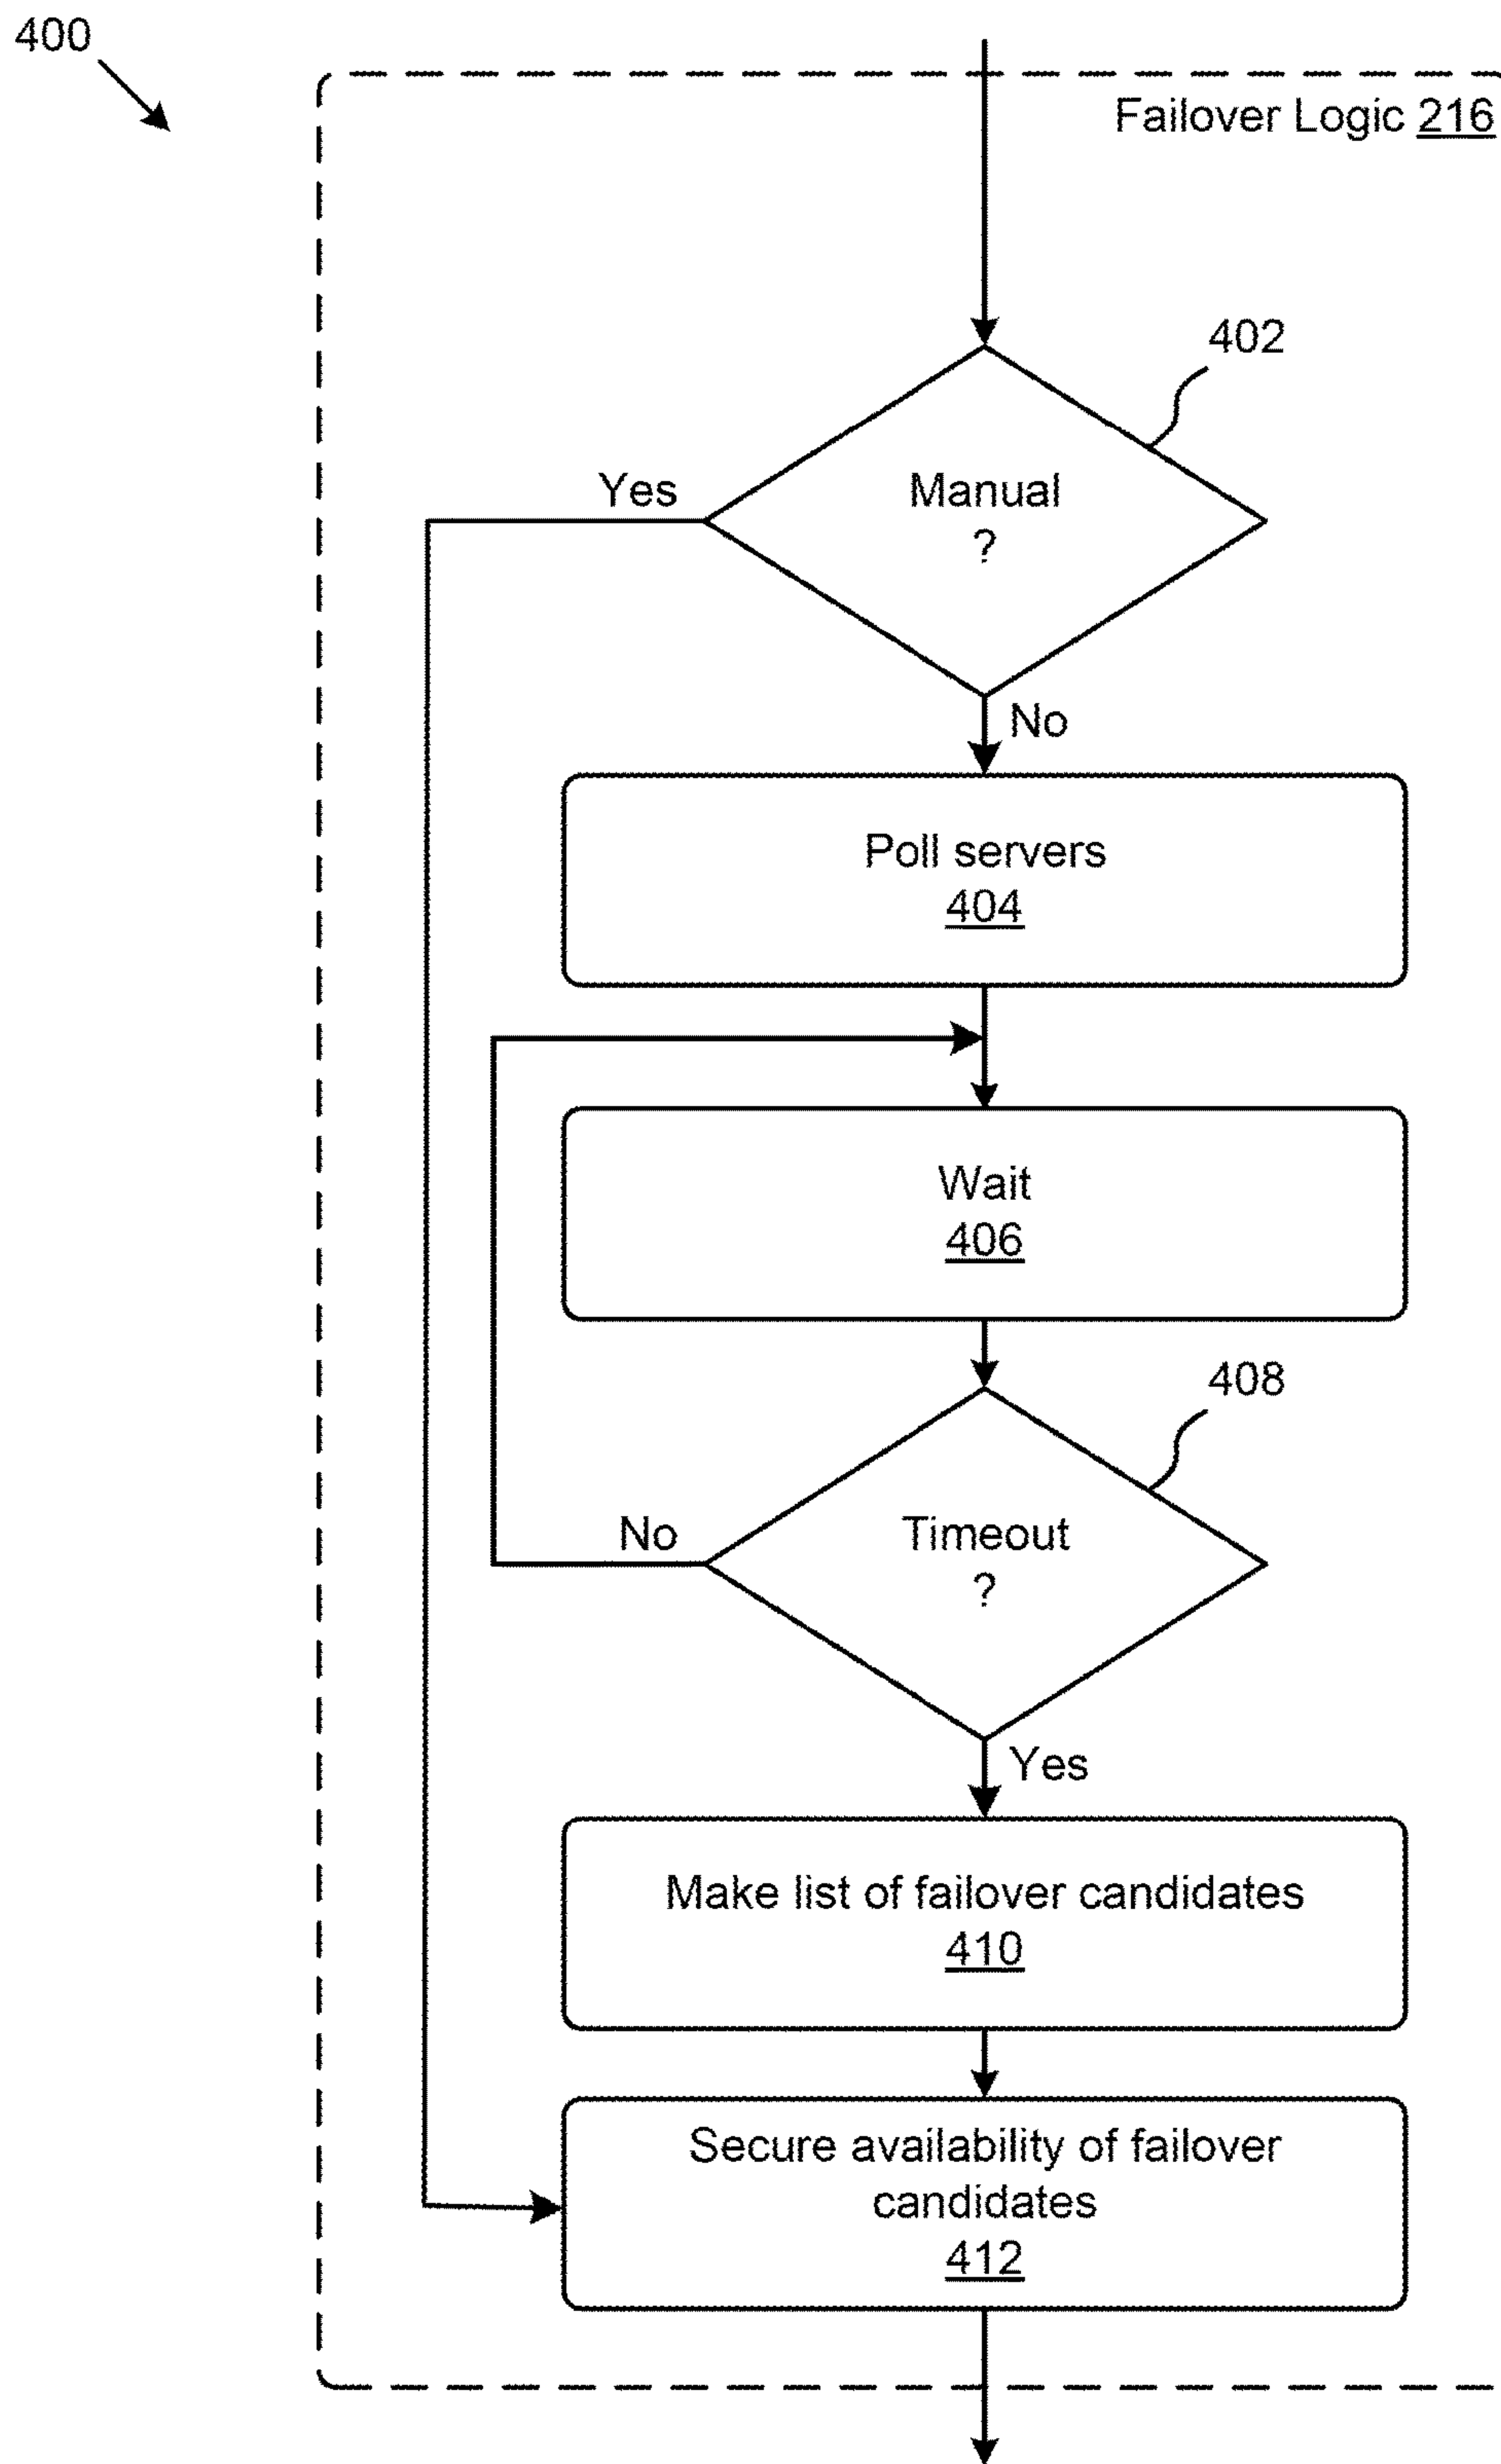 400
Failover Logic 216
402
Yes
Manual
?
No
Poll servers
404
Wait
406
408
No
Timeout
?
Yes
Make list of failover candidates
410
Secure availability of failover
candidates
412